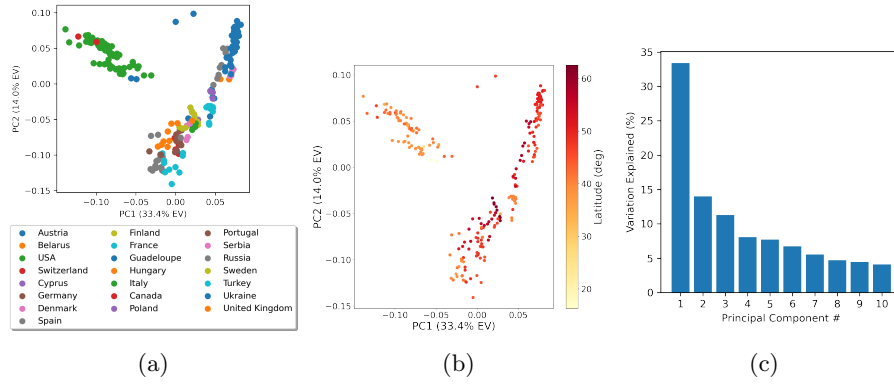 0.10
0.05
0.00
−0.05
−0.10
−0.15
PC2 (14.0% EV)
−0.10 −0.05 0.00 0.05
PC1 (33.4% EV)
Austria Finland Portugal
Belarus France Serbia
USA Guadeloupe Russia
Switzerland Hungary Sweden
Cyprus Italy Turkey
Germany Canada Ukraine
Denmark Poland United Kingdom
Spain
(a)
0.10
0.05
0.00
−0.05
−0.10
−0.15
PC2 (14.0% EV)
−0.10 −0.05 0.00 0.05
PC1 (33.4% EV)
60
50
40
30
20
Latitude (deg)
(b)
35
30
25
20
15
10
5
0
Variation Explained (%)
1 2 3 4 5 6 7 8 9 10
Principal Component #
(c)